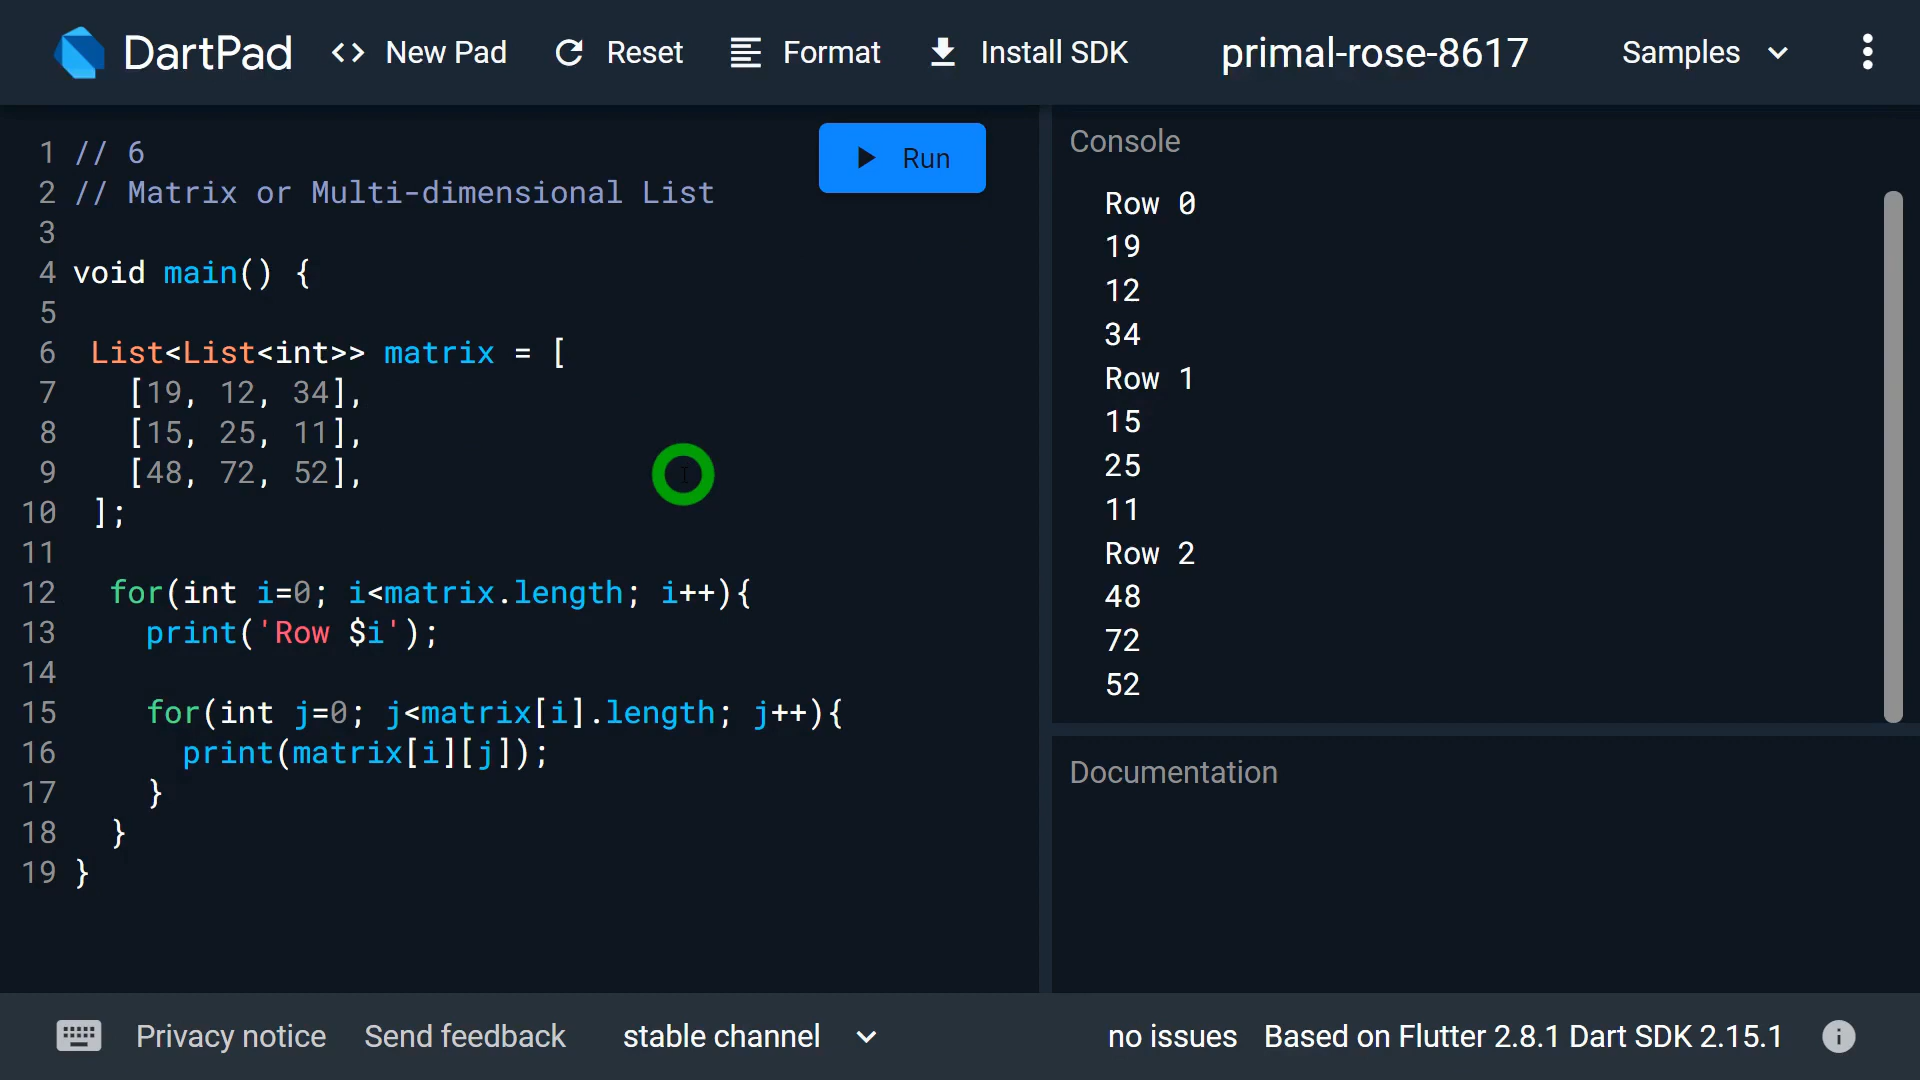 DartPad <> New Pad Reset Format Install SDK primal-rose-8617 Samples
Run
1 // 6
2 // Matrix or Multi-dimensional List
3
4 void main() {
5
6 List<List<int>> matrix = [
7 [19, 12, 34],
8 [15, 25, 11],
9 [48, 72, 52],
10 ];
11
12 for(int i=0; i<matrix.length; i++){
13 print('Row $i');
14
15 for(int j=0; j<matrix[i].length; j++){
16 print(matrix[i][j]);
17 }
18 }
19 }
Console
Row 0
19
12
34
Row 1
15
25
11
Row 2
48
72
52
Documentation
Privacy notice Send feedback stable channel no issues Based on Flutter 2.8.1 Dart SDK 2.15.1